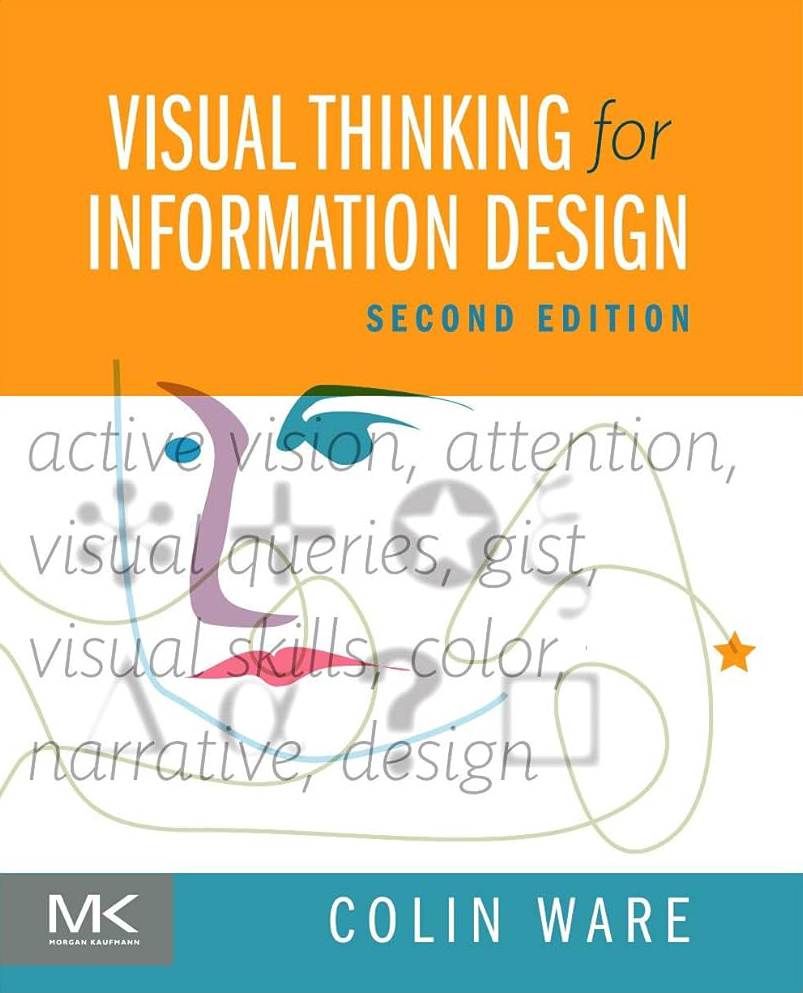 VISUAL THINKING for
INFORMATION DESIGN
SECOND EDITION
active vision, attention,
visual queries, gist,
visual skills, color,
narrative, design
MK
MORGAN KAUFMANN
COLIN WARE